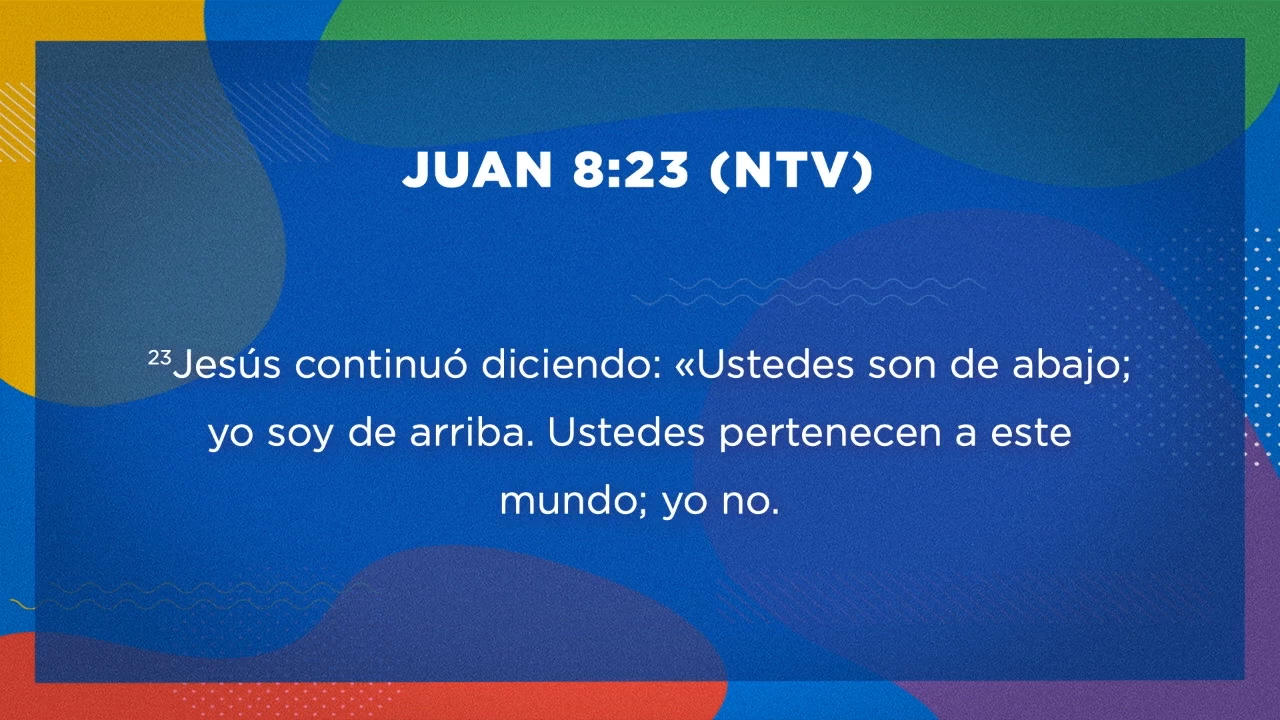 JUAN 8:23 (NTV)
23Jesús continuó diciendo: «Ustedes son de abajo;
yo soy de arriba. Ustedes pertenecen a este
mundo; yo no.